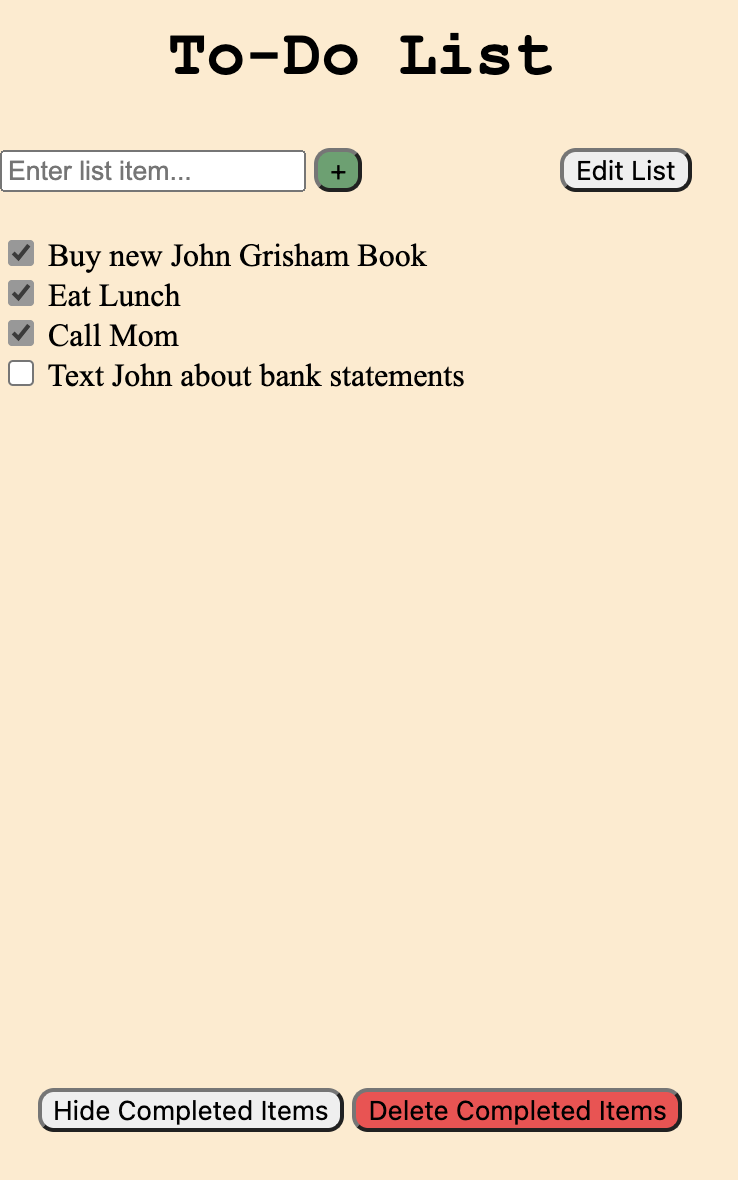 To-Do List
Enter list item... + Edit List
Buy new John Grisham Book
Eat Lunch
Call Mom
Text John about bank statements
Hide Completed Items Delete Completed Items